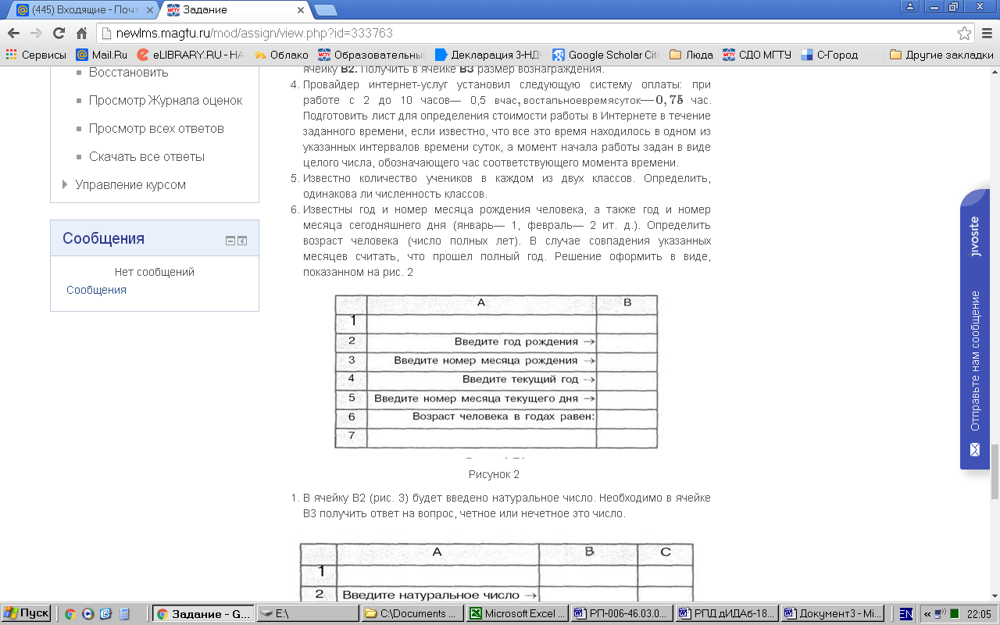 (445) Входящие - Почт
Задание
newlms.magtu.ru/mod/assign/view.php?id=333763
Сервисы
Mail.Ru
eLIBRARY.RU - НА
Облако
Образовательны
Декларация 3-НДФ
Google Scholar Cita
Люда
СДО МГТУ
С-Город
Другие закладки
Восстановить
Просмотр Журнала оценок
Просмотр всех ответов
Скачать все ответы
Управление курсом
Сообщения
Нет сообщений
Сообщения
ячейку B2. Получить в ячейке B3 размер вознаграждения.
4. Провайдер интернет-услуг установил следующую систему оплаты: при
работе с 2 до 10 часов— 0,5 вчас,востальноевремясуток—0,75 час.
Подготовить лист для определения стоимости работы в Интернете в течение
заданного времени, если известно, что все это время находилось в одном из
указанных интервалов времени суток, а момент начала работы задан в виде
целого числа, обозначающего час соответствующего момента времени.
5. Известно количество учеников в каждом из двух классов. Определить,
одинакова ли численность классов.
6. Известны год и номер месяца рождения человека, а также год и номер
месяца сегодняшнего дня (январь— 1, февраль— 2 ит. д.). Определить
возраст человека (число полных лет). В случае совпадения указанных
месяцев считать, что прошел полный год. Решение оформить в виде,
показанном на рис. 2
A B
1
2 Введите год рождения →
3 Введите номер месяца рождения →
4 Введите текущий год →
5 Введите номер месяца текущего дня →
6 Возраст человека в годах равен:
7
Рисунок 2
1. В ячейку B2 (рис. 3) будет введено натуральное число. Необходимо в ячейке
B3 получить ответ на вопрос, четное или нечетное это число.
A B C
1
2 Введите натуральное число →
jivosite
Отправьте нам сообщение
Пуск
Задание - G...
E:\
C:\Documents ...
Microsoft Excel ...
РП-006-46.03.0...
РПД дИДАб-18...
Документ3 - Mi...
EN
22:05